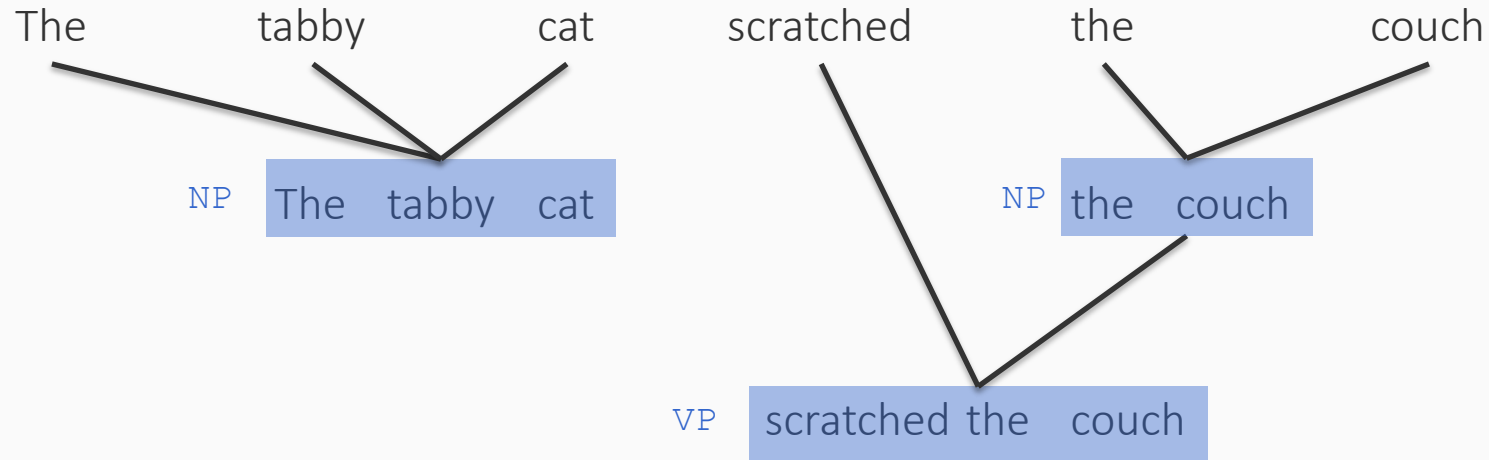 The tabby cat scratched the couch
NP The tabby cat NP the couch
VP scratched the couch